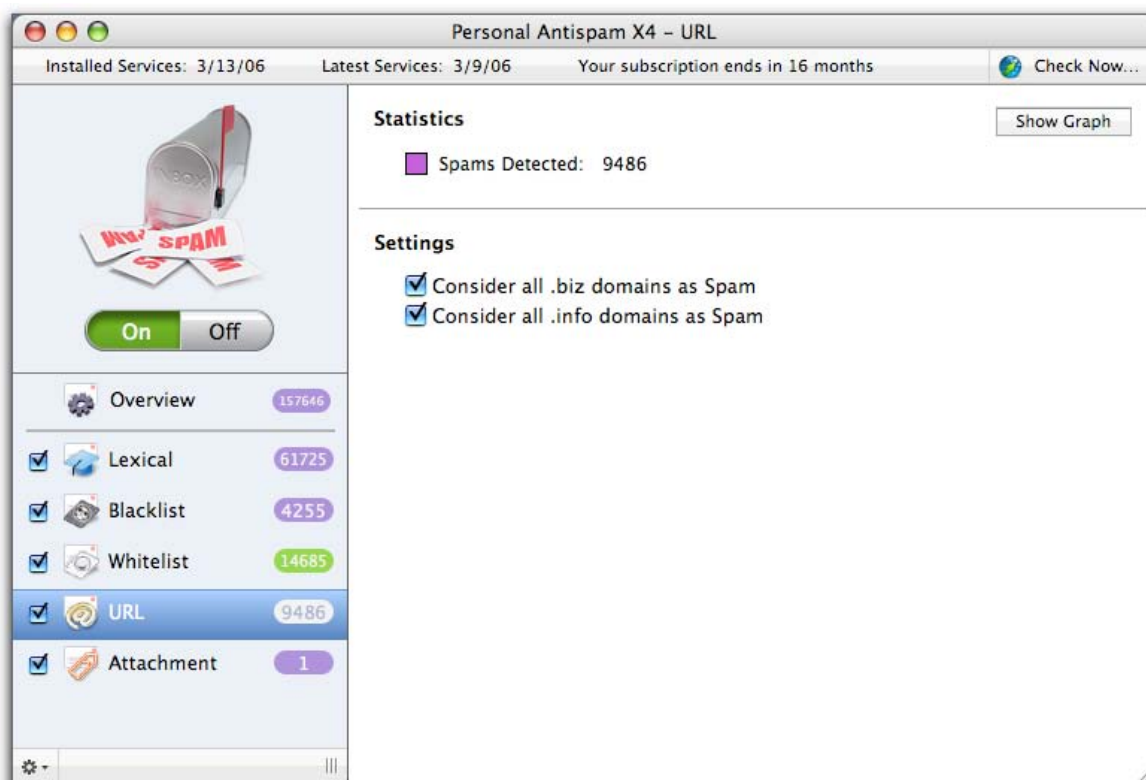 Personal Antispam X4 – URL
Installed Services: 3/13/06 Latest Services: 3/9/06 Your subscription ends in 16 months Check Now...
Statistics
Show Graph
Spams Detected: 9486
Settings
Consider all .biz domains as Spam
Consider all .info domains as Spam
SPAM
On Off
Overview 157646
Lexical 61725
Blacklist 4255
Whitelist 14685
URL 9486
Attachment 1